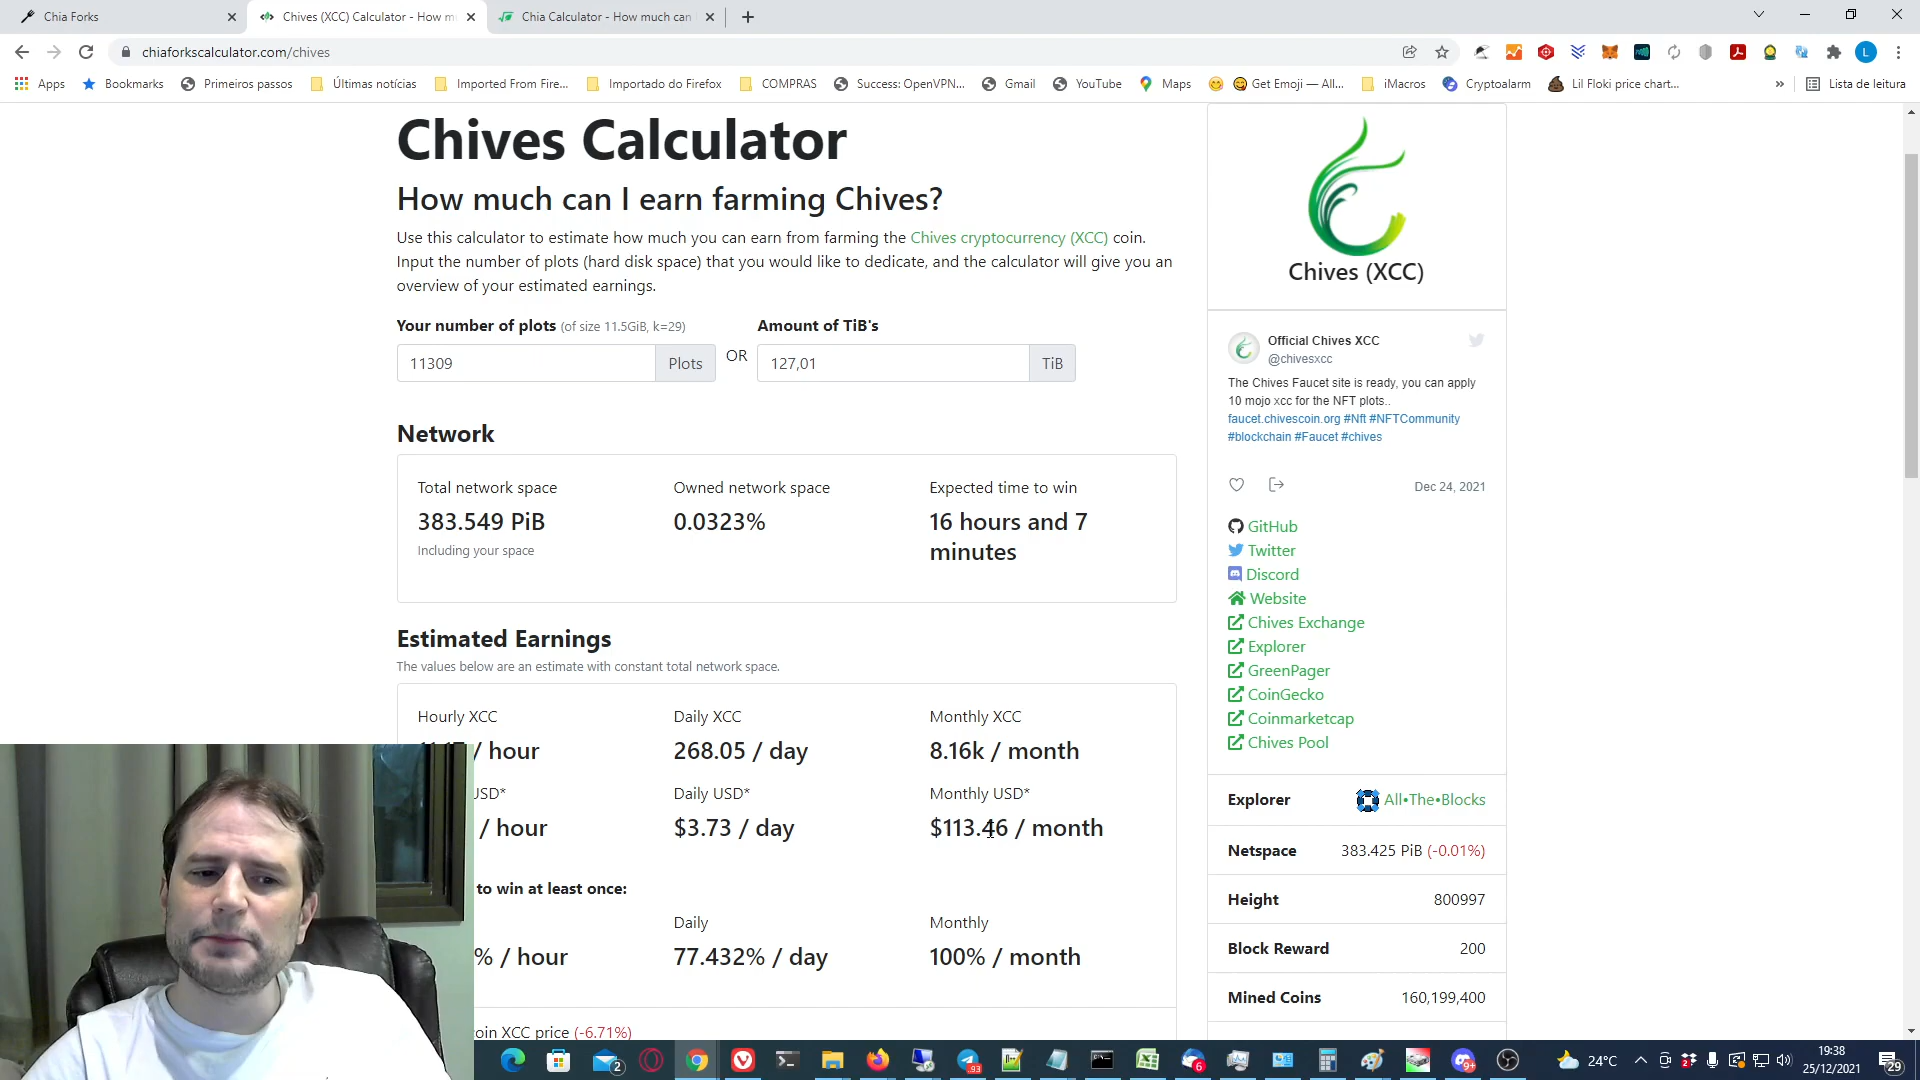 Chia Forks
Chives (XCC) Calculator - How m
Chia Calculator - How much can
chiaforkscalculator.com/chives
L
Apps
Bookmarks
Primeiros passos
Últimas notícias
Imported From Fire...
Importado do Firefox
COMPRAS
Success: OpenVPN...
Gmail
YouTube
Maps
Get Emoji — All...
iMacros
Cryptoalarm
Lil Floki price chart...
»
Lista de leitura
Chives Calculator
How much can I earn farming Chives?
Use this calculator to estimate how much you can earn from farming the Chives cryptocurrency (XCC) coin.
Input the number of plots (hard disk space) that you would like to dedicate, and the calculator will give you an
overview of your estimated earnings.
Your number of plots (of size 11.5GiB, k=29)
Amount of TiB's
11309
Plots
OR
127,01
TiB
Network
Total network space
Owned network space
Expected time to win
383.549 PiB
0.0323%
16 hours and 7
minutes
Including your space
Estimated Earnings
The values below are an estimate with constant total network space.
Hourly XCC
Daily XCC
Monthly XCC
/ hour
268.05 / day
8.16k / month
USD*
Daily USD*
Monthly USD*
/ hour
$3.73 / day
$113.46 / month
to win at least once:
Daily
Monthly
% / hour
77.432% / day
100% / month
oin XCC price (-6.71%)
Chives (XCC)
Official Chives XCC
@chivesxcc
The Chives Faucet site is ready, you can apply
10 mojo xcc for the NFT plots..
faucet.chivescoin.org #Nft #NFTCommunity
#blockchain #Faucet #chives
Dec 24, 2021
GitHub
Twitter
Discord
Website
Chives Exchange
Explorer
GreenPager
CoinGecko
Coinmarketcap
Chives Pool
Explorer
All•The•Blocks
Netspace
383.425 PiB (-0.01%)
Height
800997
Block Reward
200
Mined Coins
160,199,400
2
.93
6
9+
24°C
19:38
25/12/2021
29